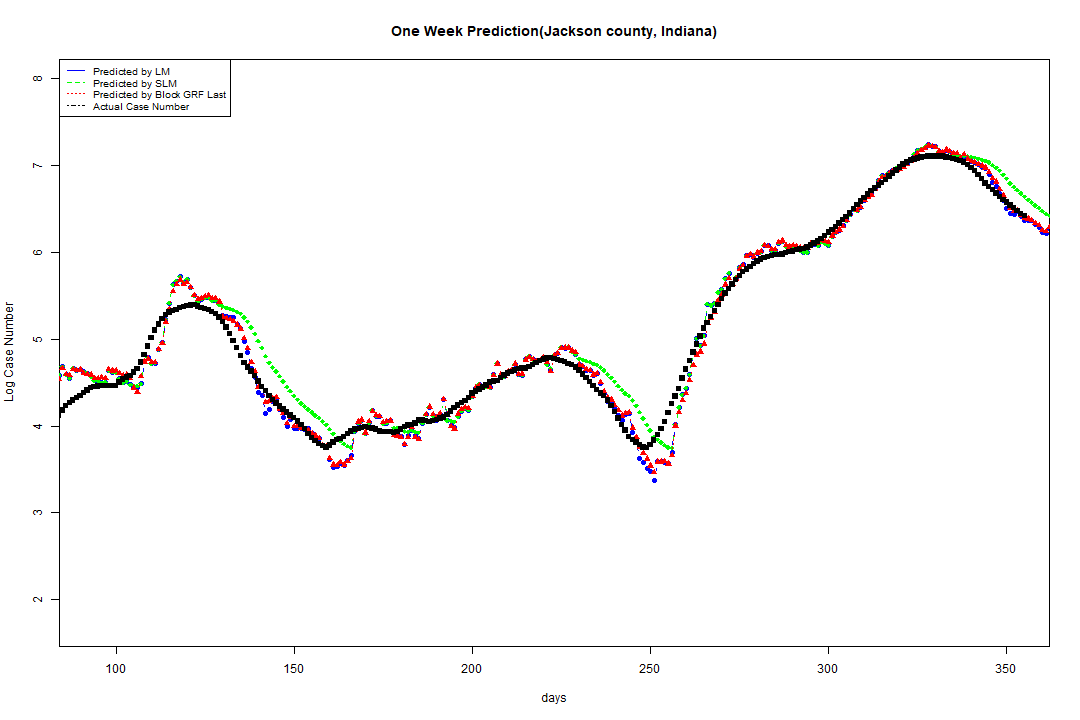 One Week Prediction(Jackson county, Indiana)
Predicted by LM
Predicted by SLM
Predicted by Block GRF Last
Actual Case Number
8
7
6
5
4
3
2
Log Case Number
100 150 200 250 300 350
days